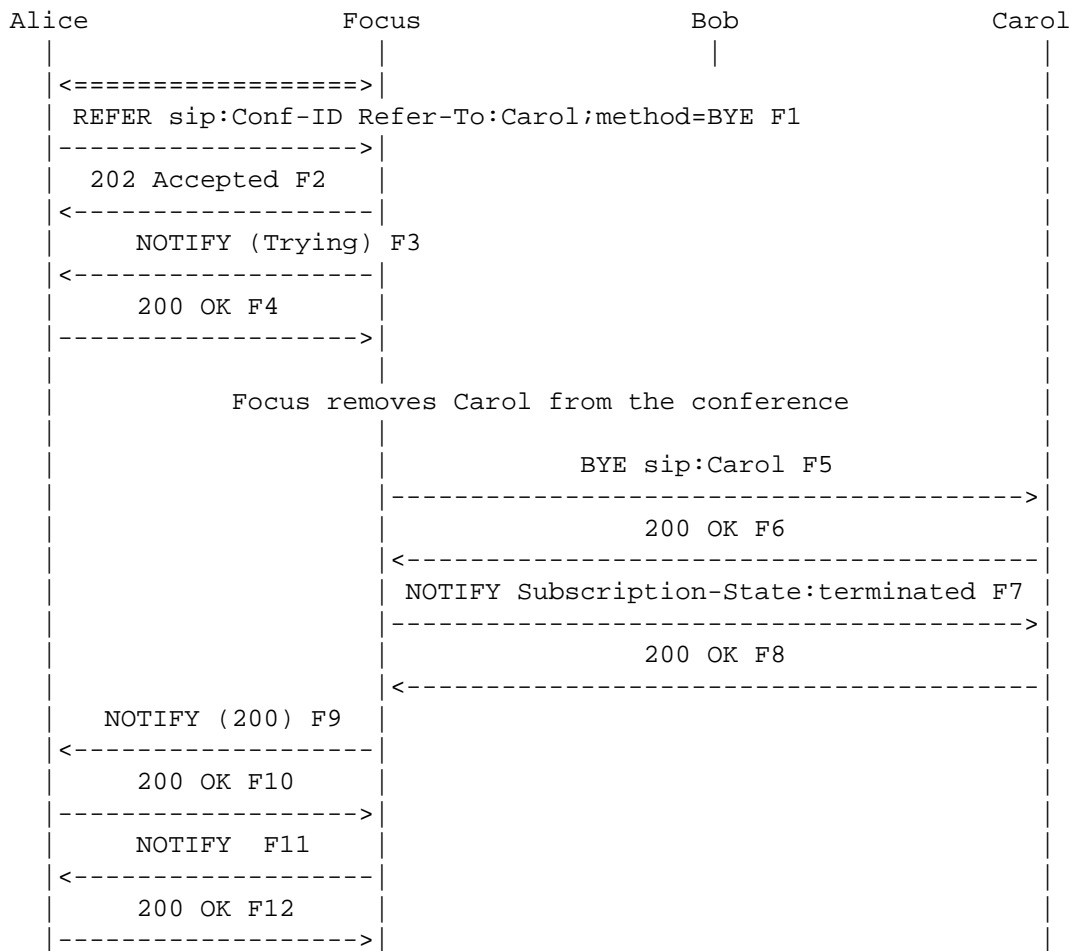 Alice Focus Bob Carol
<==================>
REFER sip:Conf-ID Refer-To:Carol;method=BYE F1
------------------->
202 Accepted F2
<-------------------
NOTIFY (Trying) F3
<-------------------
200 OK F4
------------------->
Focus removes Carol from the conference
BYE sip:Carol F5
---------------------------------------->
200 OK F6
<----------------------------------------
NOTIFY Subscription-State:terminated F7
---------------------------------------->
200 OK F8
<----------------------------------------
NOTIFY (200) F9
<-------------------
200 OK F10
------------------->
NOTIFY F11
<-------------------
200 OK F12
------------------->